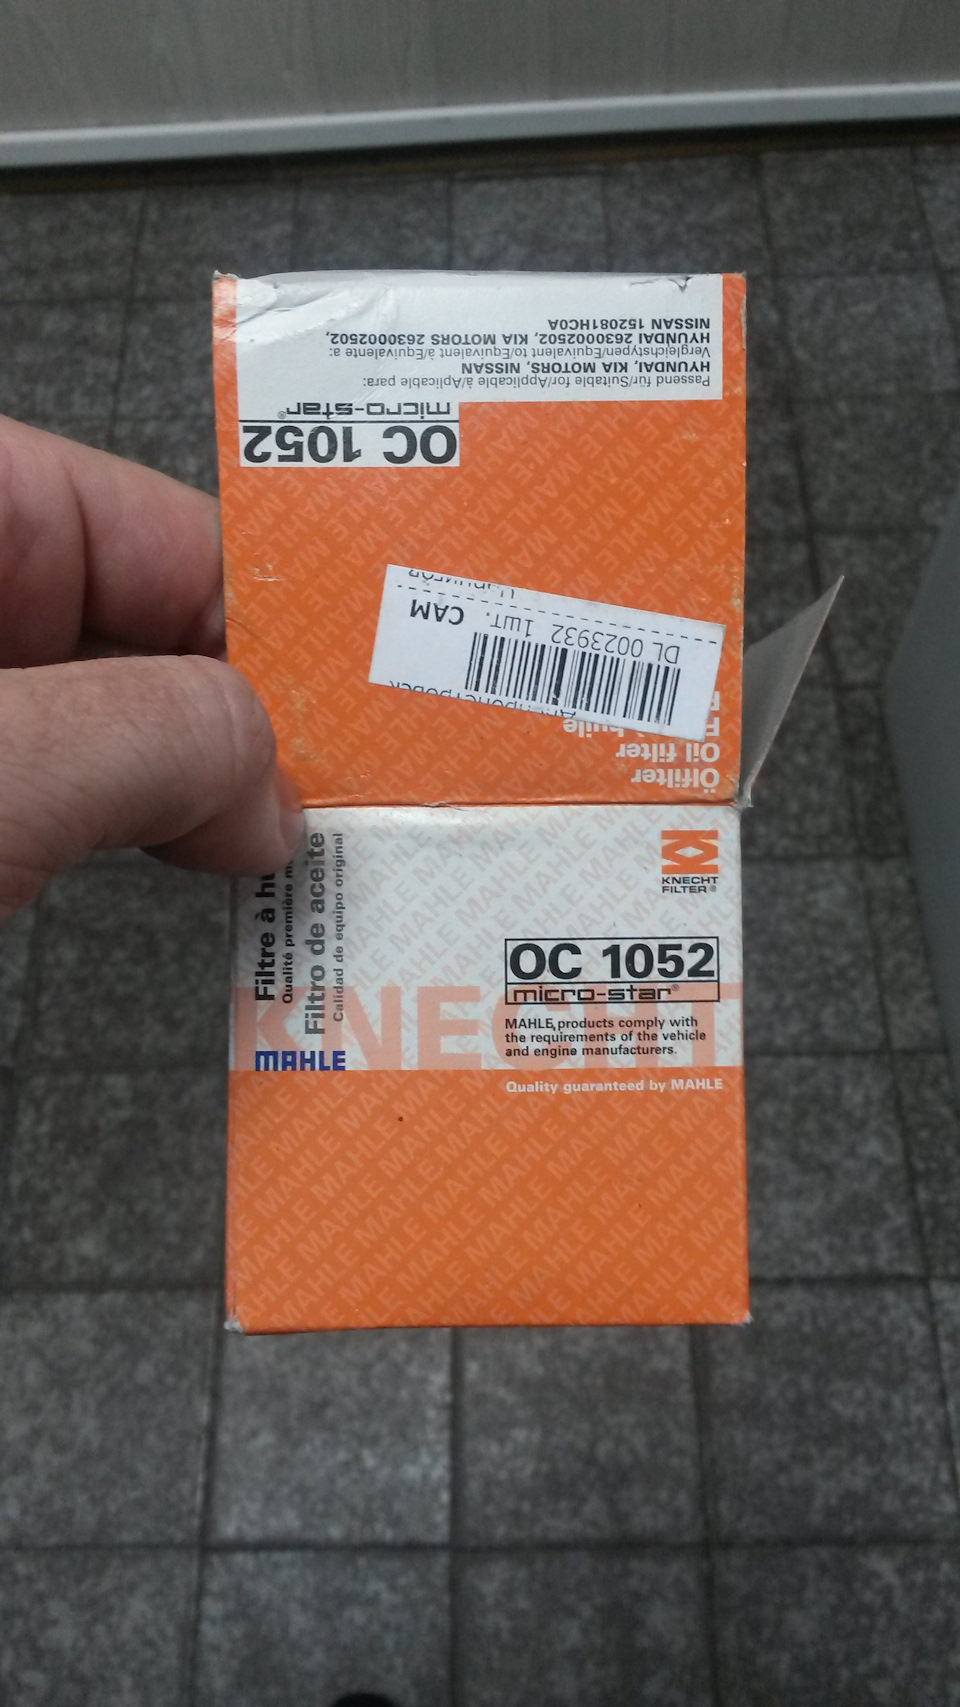 Passend für/Suitable for/Applicable à/Aplicable para:
HYUNDAI, KIA MOTORS, NISSAN
Vergleichstypen/Equivalent to/Equivalent à/Equivalente a:
HYUNDAI 2630002502, KIA MOTORS 2630002502,
NISSAN 152081HC0A
OC 1052
micro-star®
Ölfilter
Oil filter
huile
DL 0023932 1шт. САМ
Filtre à
Qualité première
Filtro de aceite
Calidad de equipo original
MAHLE
KNECHT
FILTER®
OC 1052
micro-star®
KNECHT
MAHLE products comply with
the requirements of the vehicle
and engine manufacturers.
Quality guaranteed by MAHLE